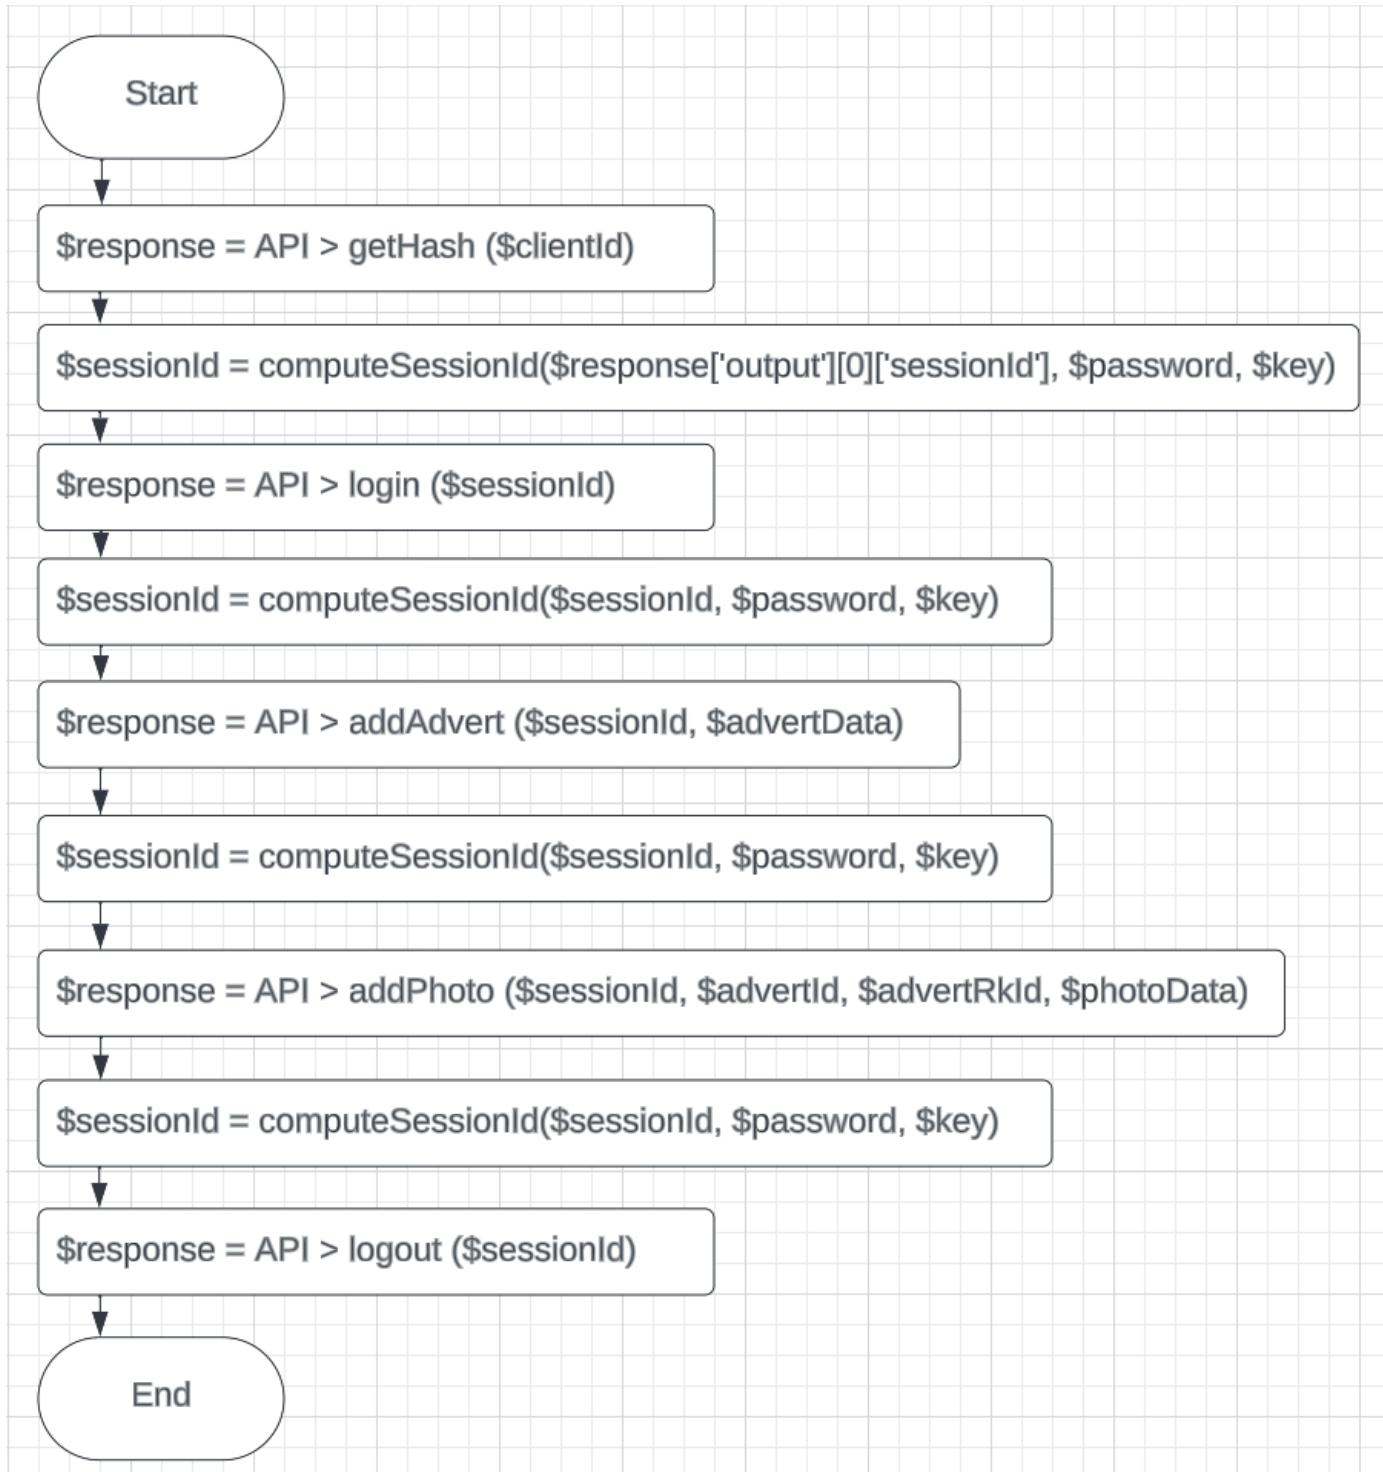 Start
$response = API > getHash ($clientId)
$sessionId = computeSessionId($response['output'][0]['sessionId'], $password, $key)
$response = API > login ($sessionId)
$sessionId = computeSessionId($sessionId, $password, $key)
$response = API > addAdvert ($sessionId, $advertData)
$sessionId = computeSessionId($sessionId, $password, $key)
$response = API > addPhoto ($sessionId, $advertId, $advertRkId, $photoData)
$sessionId = computeSessionId($sessionId, $password, $key)
$response = API > logout ($sessionId)
End